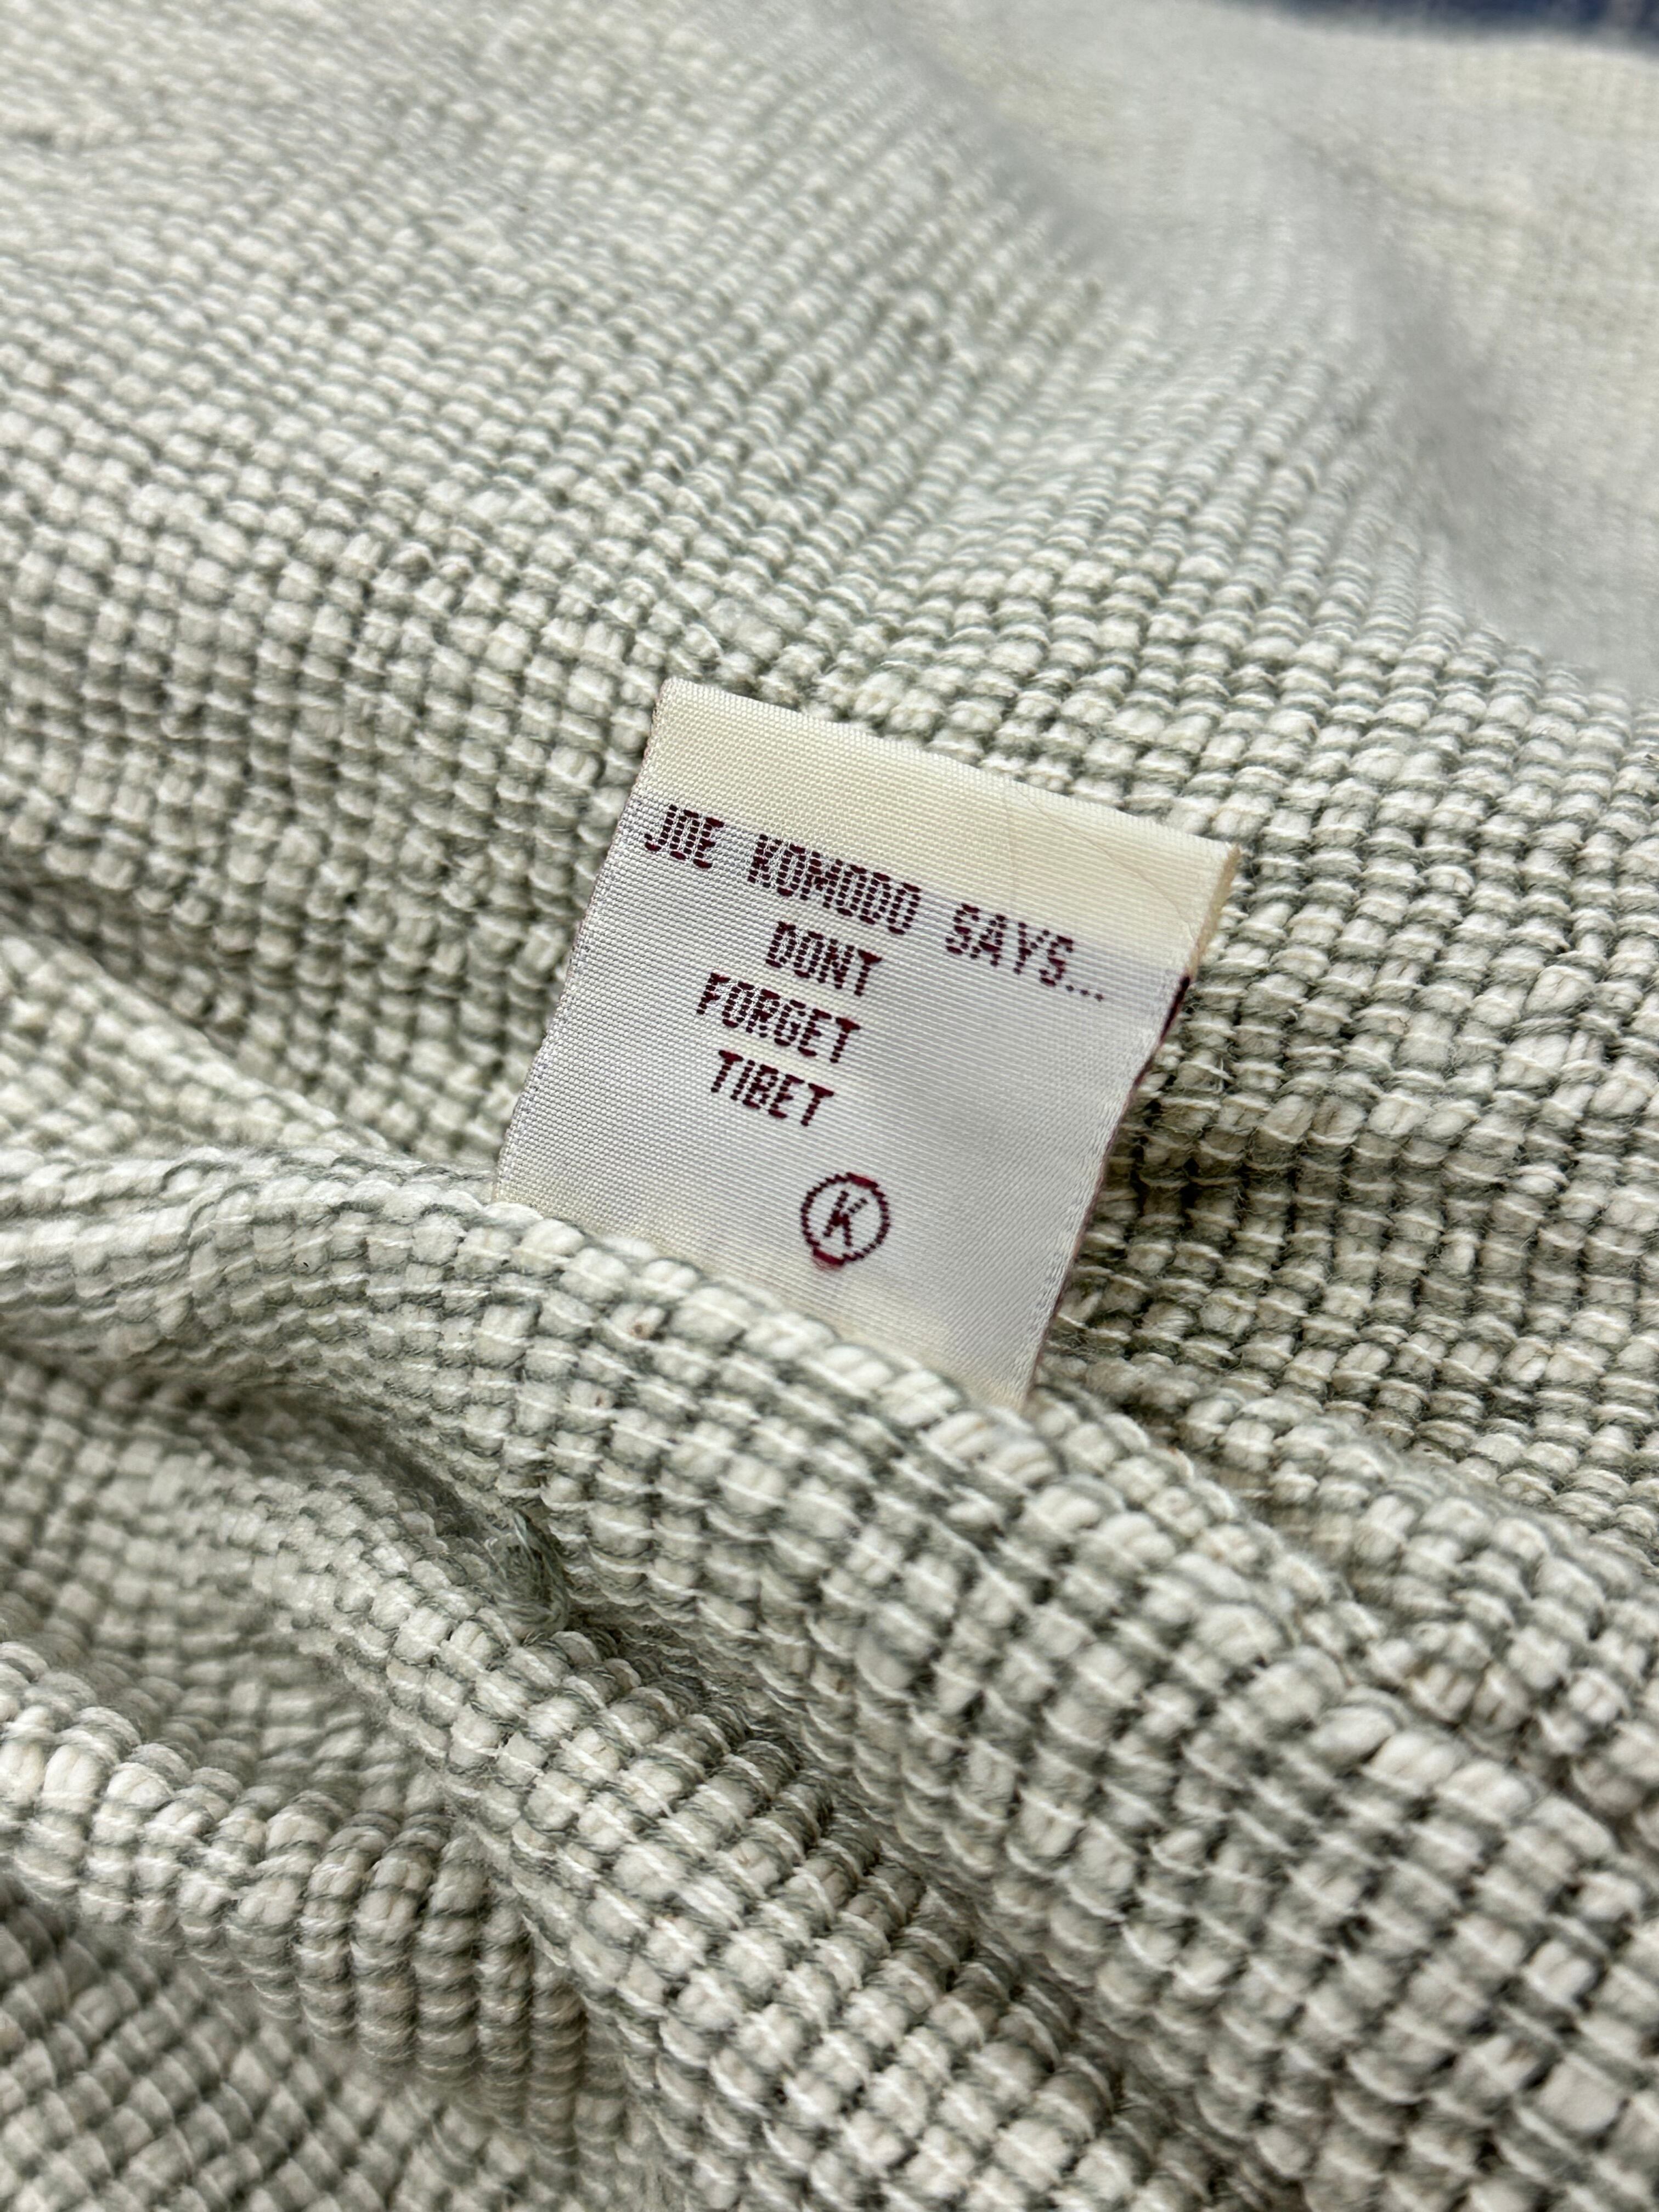 JOE KOMODO SAYS...
DONT
FORGET
TIBET
K